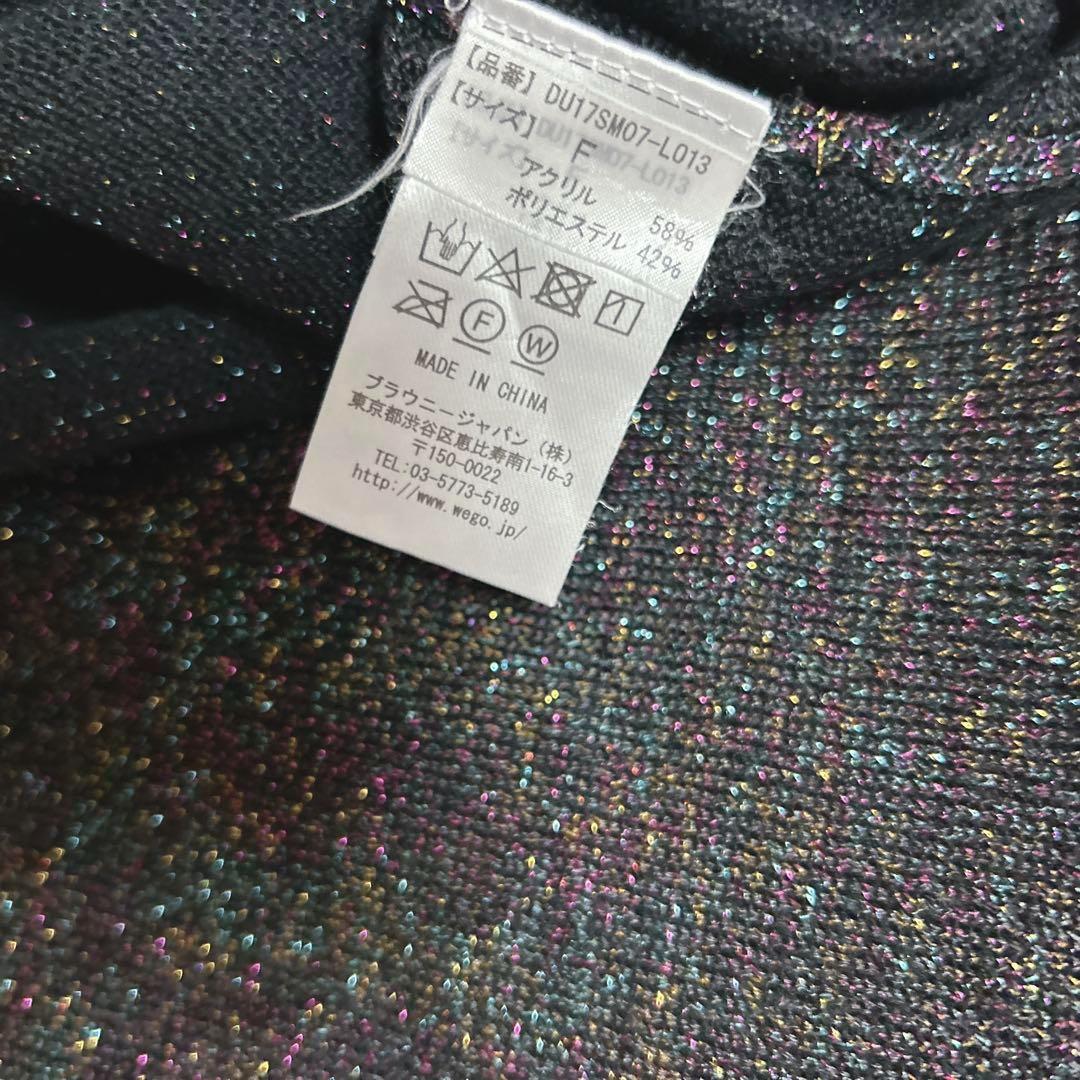 【品番】 DU17SM07-L013
【サイズ】
F
アクリル 58%
ポリエステル 42%
F
W
MADE IN CHINA
ブラウニージャパン（株）
東京都渋谷区恵比寿南1-16-3
〒150-0022
TEL:03-5773-5189
http://www.wego.jp/